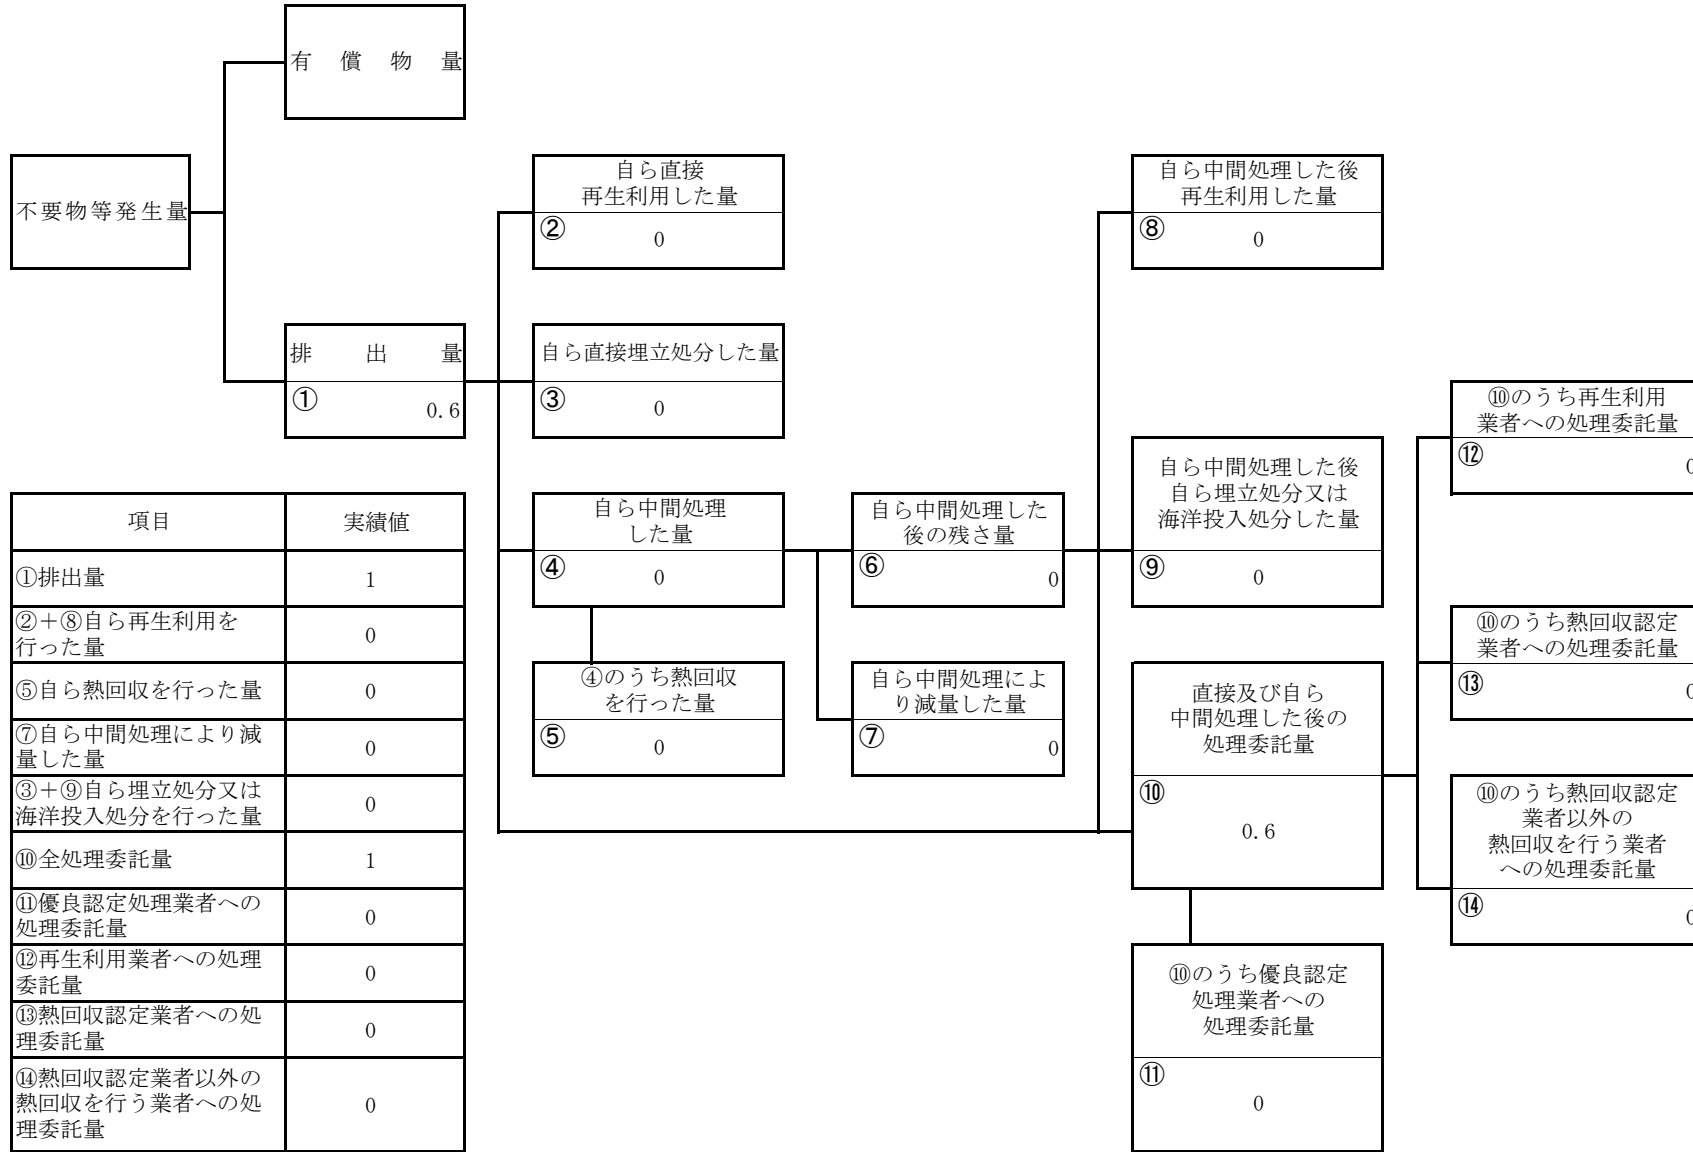 有償物量
不要物等発生量
排出量
①
0.6
自ら直接
再生利用した量
②
0
自ら直接埋立処分した量
③
0
自ら中間処理
した量
④
0
④のうち熱回収
を行った量
⑤
0
自ら中間処理した
後の残さ量
⑥
0
自ら中間処理によ
り減量した量
⑦
0
自ら中間処理した後
再生利用した量
⑧
0
自ら中間処理した後
自ら埋立処分又は
海洋投入処分した量
⑨
0
直接及び自ら
中間処理した後の
処理委託量
⑩
0.6
⑩のうち優良認定
処理業者への
処理委託量
⑪
0
⑩のうち再生利用
業者への処理委託量
⑫
0
⑩のうち熱回収認定
業者への処理委託量
⑬
0
⑩のうち熱回収認定
業者以外の
熱回収を行う業者
への処理委託量
⑭
0
項目 実績値
①排出量 1
②+⑧自ら再生利用を
行った量 0
⑤自ら熱回収を行った量 0
⑦自ら中間処理により減
量した量 0
③+⑨自ら埋立処分又は
海洋投入処分を行った量 0
⑩全処理委託量 1
⑪優良認定処理業者への
処理委託量 0
⑫再生利用業者への処理
委託量 0
⑬熱回収認定業者への処
理委託量 0
⑭熱回収認定業者以外の
熱回収を行う業者への処
理委託量 0